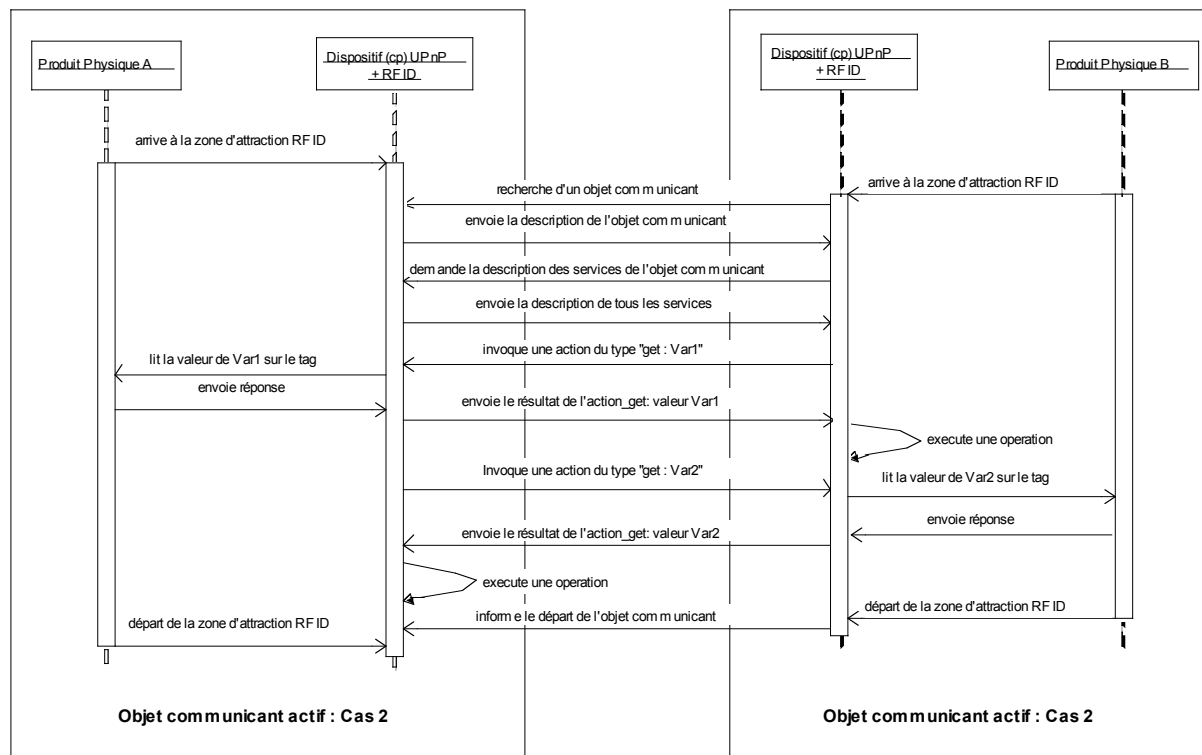 Produit Physique A
Dispositif (cp) UPnP
+ RFID
Dispositif (cp) UPnP
+ RFID
Produit Physique B
arrive à la zone d'attraction RFID
recherche d'un objet communicant
arrive à la zone d'attraction RFID
envoie la description de l'objet communicant
demande la description des services de l'objet communicant
envoie la description de tous les services
invoque une action du type "get : Var1"
lit la valeur de Var1 sur le tag
envoie réponse
envoie le résultat de l'action_get: valeur Var1
execute une operation
Invoque une action du type "get : Var2"
lit la valeur de Var2 sur le tag
envoie réponse
envoie le résultat de l'action_get: valeur Var2
execute une operation
départ de la zone d'attraction RFID
informe le départ de l'objet communicant
départ de la zone d'attraction RFID
Objet communicant actif : Cas 2
Objet communicant actif : Cas 2